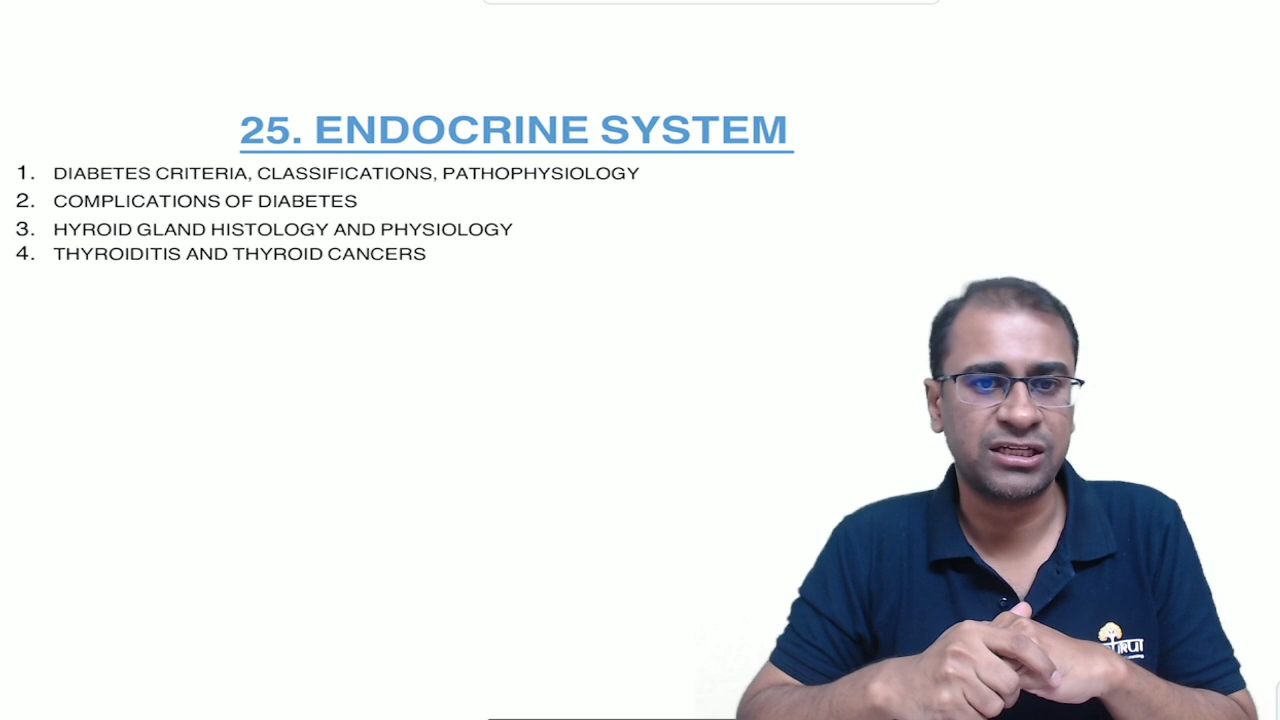 25. ENDOCRINE SYSTEM
1. DIABETES CRITERIA, CLASSIFICATIONS, PATHOPHYSIOLOGY
2. COMPLICATIONS OF DIABETES
3. HYROID GLAND HISTOLOGY AND PHYSIOLOGY
4. THYROIDITIS AND THYROID CANCERS